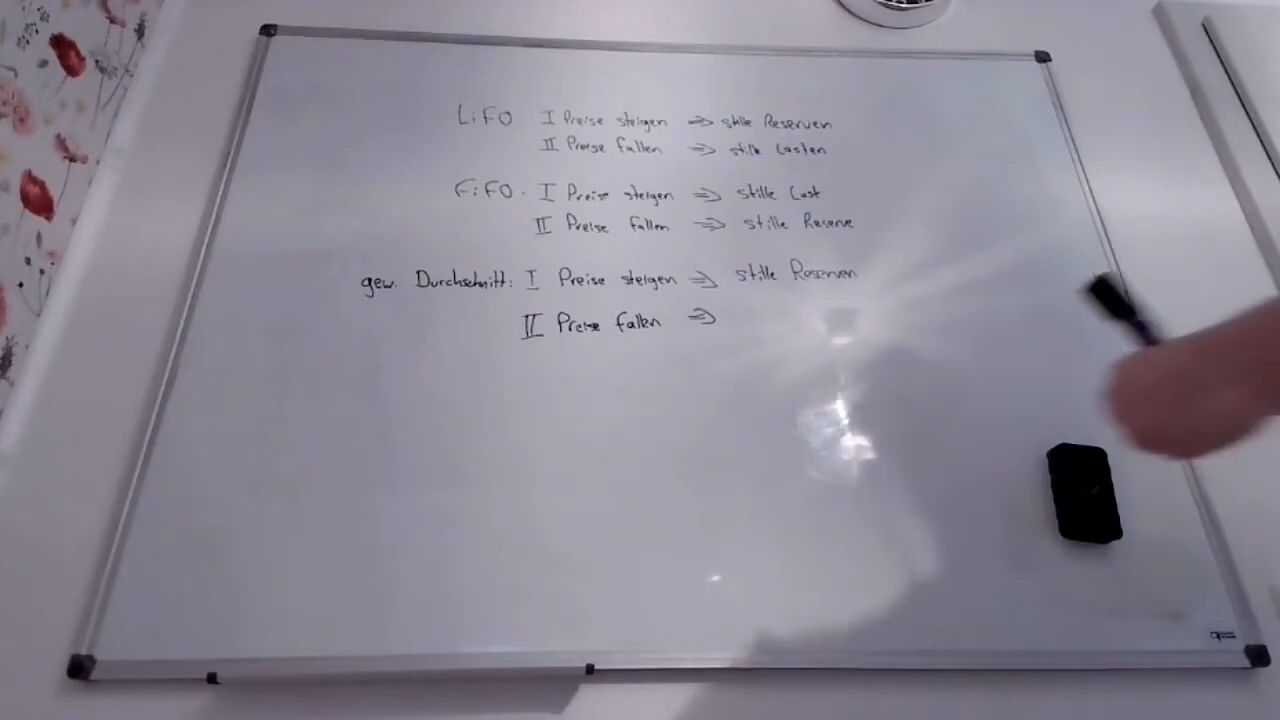 LiFO I Preise steigen => stille Reserven
II Preise fallen => stille Lasten
FiFO. I Preise steigen => stille Last
II Preise fallen => stille Reserve
gew. Durchschnitt: I Preise steigen => stille Reserven
II Preise fallen =>